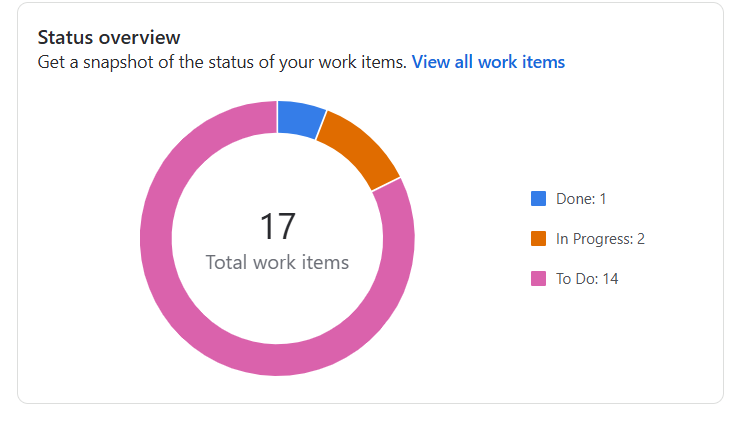 Status overview
Get a snapshot of the status of your work items. View all work items
17
Total work items
Done: 1
In Progress: 2
To Do: 14